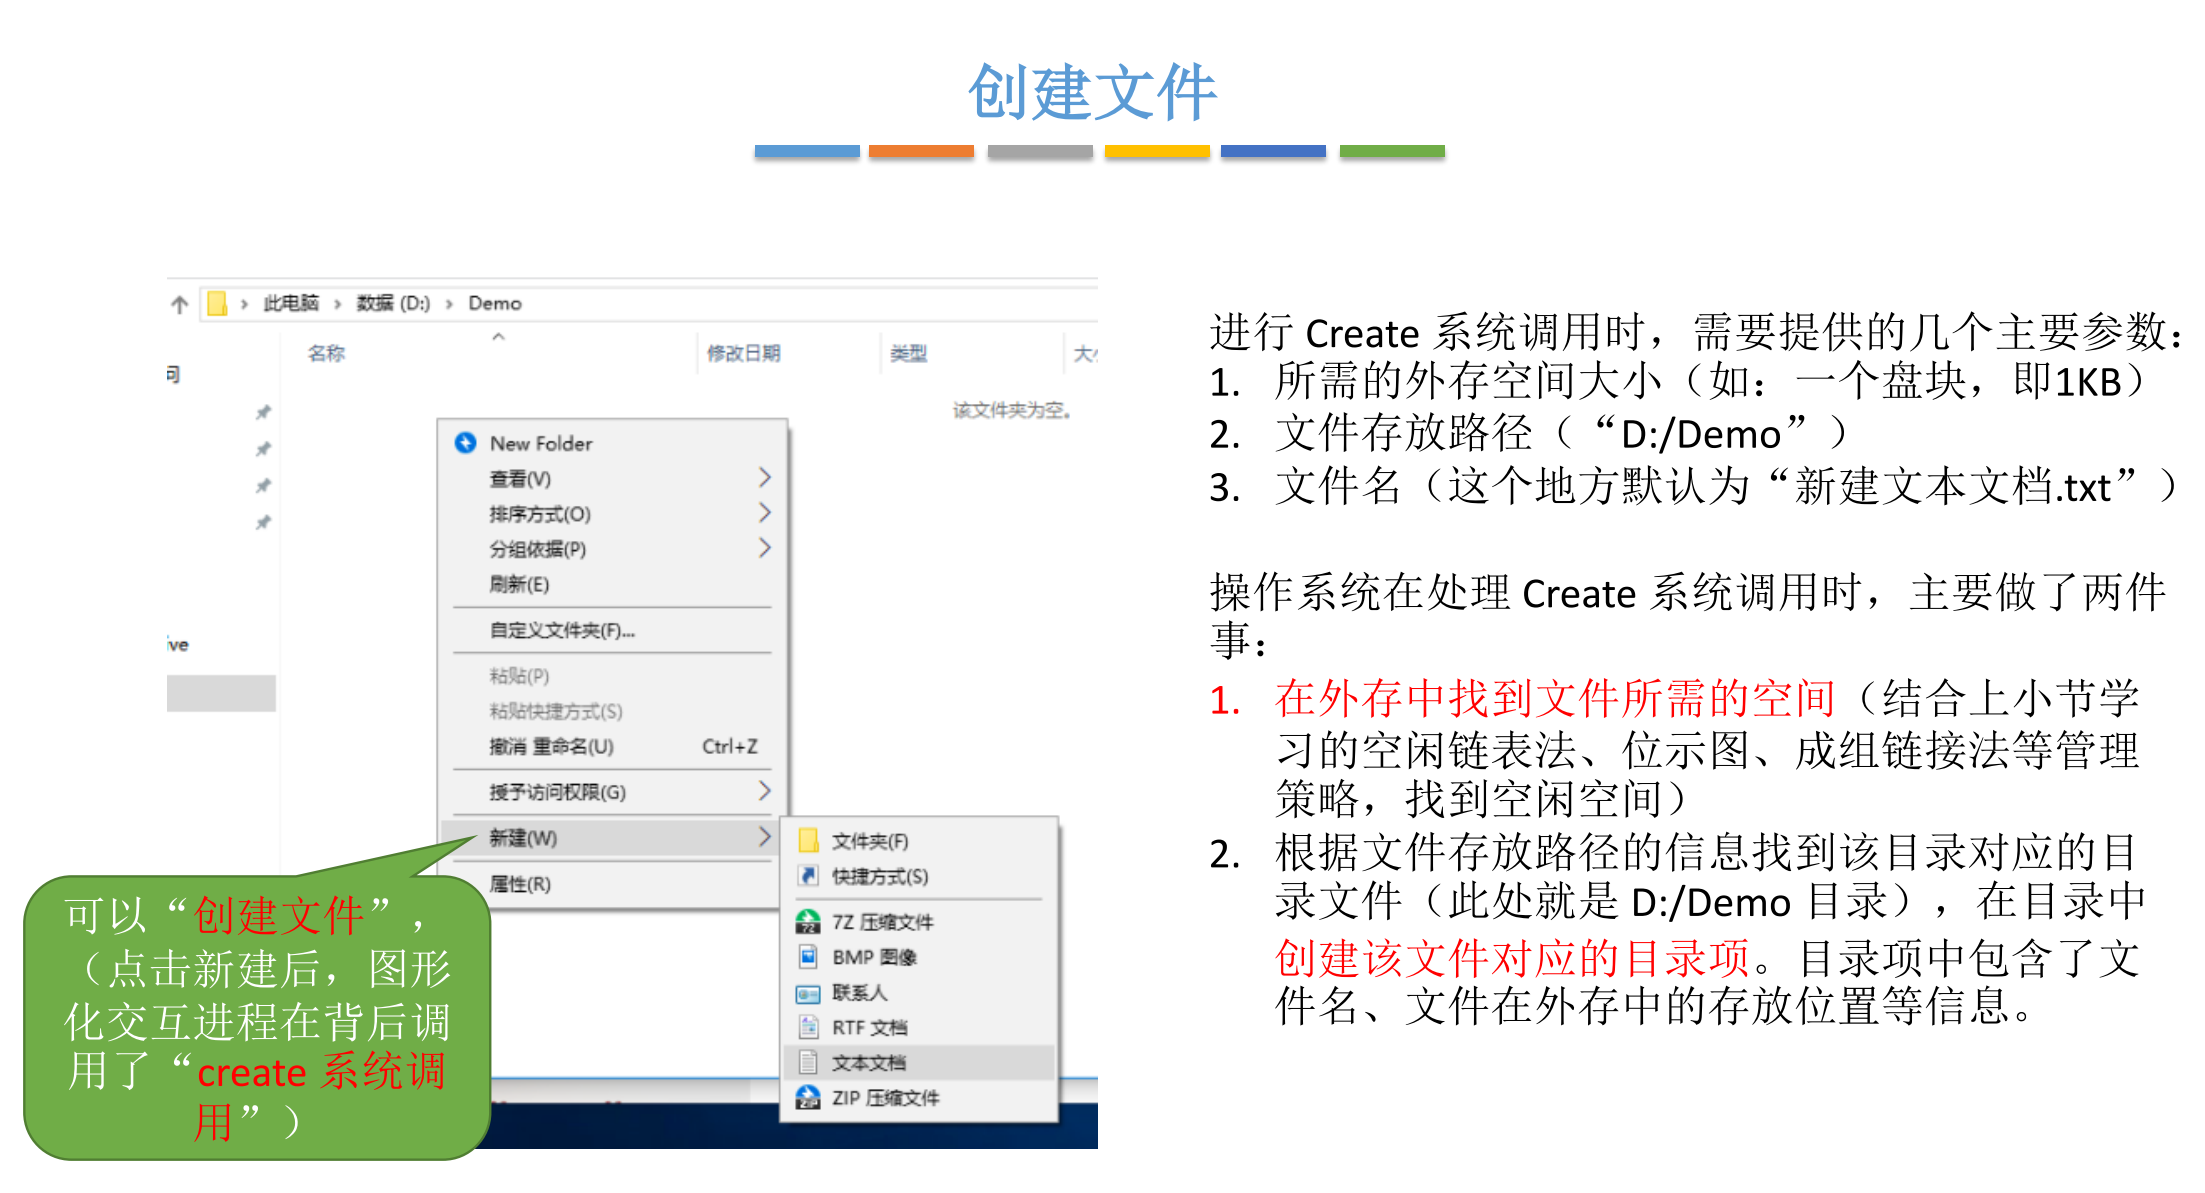 创建文件
此电脑 › 数据 (D:) › Demo
名称 修改日期 类型
该文件夹为空。
New Folder
查看(V)
排序方式(O)
分组依据(P)
刷新(E)
自定义文件夹(F)...
粘贴(P)
粘贴快捷方式(S)
撤消 重命名(U) Ctrl+Z
授予访问权限(G)
新建(W)
属性(R)
文件夹(F)
快捷方式(S)
7Z 压缩文件
BMP 图像
联系人
RTF 文档
文本文档
ZIP 压缩文件
ive
可以“创建文件”，
（点击新建后，图形
化交互进程在背后调
用了“create 系统调
用”）
进行 Create 系统调用时，需要提供的几个主要参数：
1. 所需的外存空间大小（如：一个盘块，即1KB）
2. 文件存放路径（“D:/Demo”）
3. 文件名（这个地方默认为“新建文本文档.txt”）
操作系统在处理 Create 系统调用时，主要做了两件
事：
1. 在外存中找到文件所需的空间（结合上小节学
习的空闲链表法、位示图、成组链接法等管理
策略，找到空闲空间）
2. 根据文件存放路径的信息找到该目录对应的目
录文件（此处就是 D:/Demo 目录），在目录中
创建该文件对应的目录项。目录项中包含了文
件名、文件在外存中的存放位置等信息。